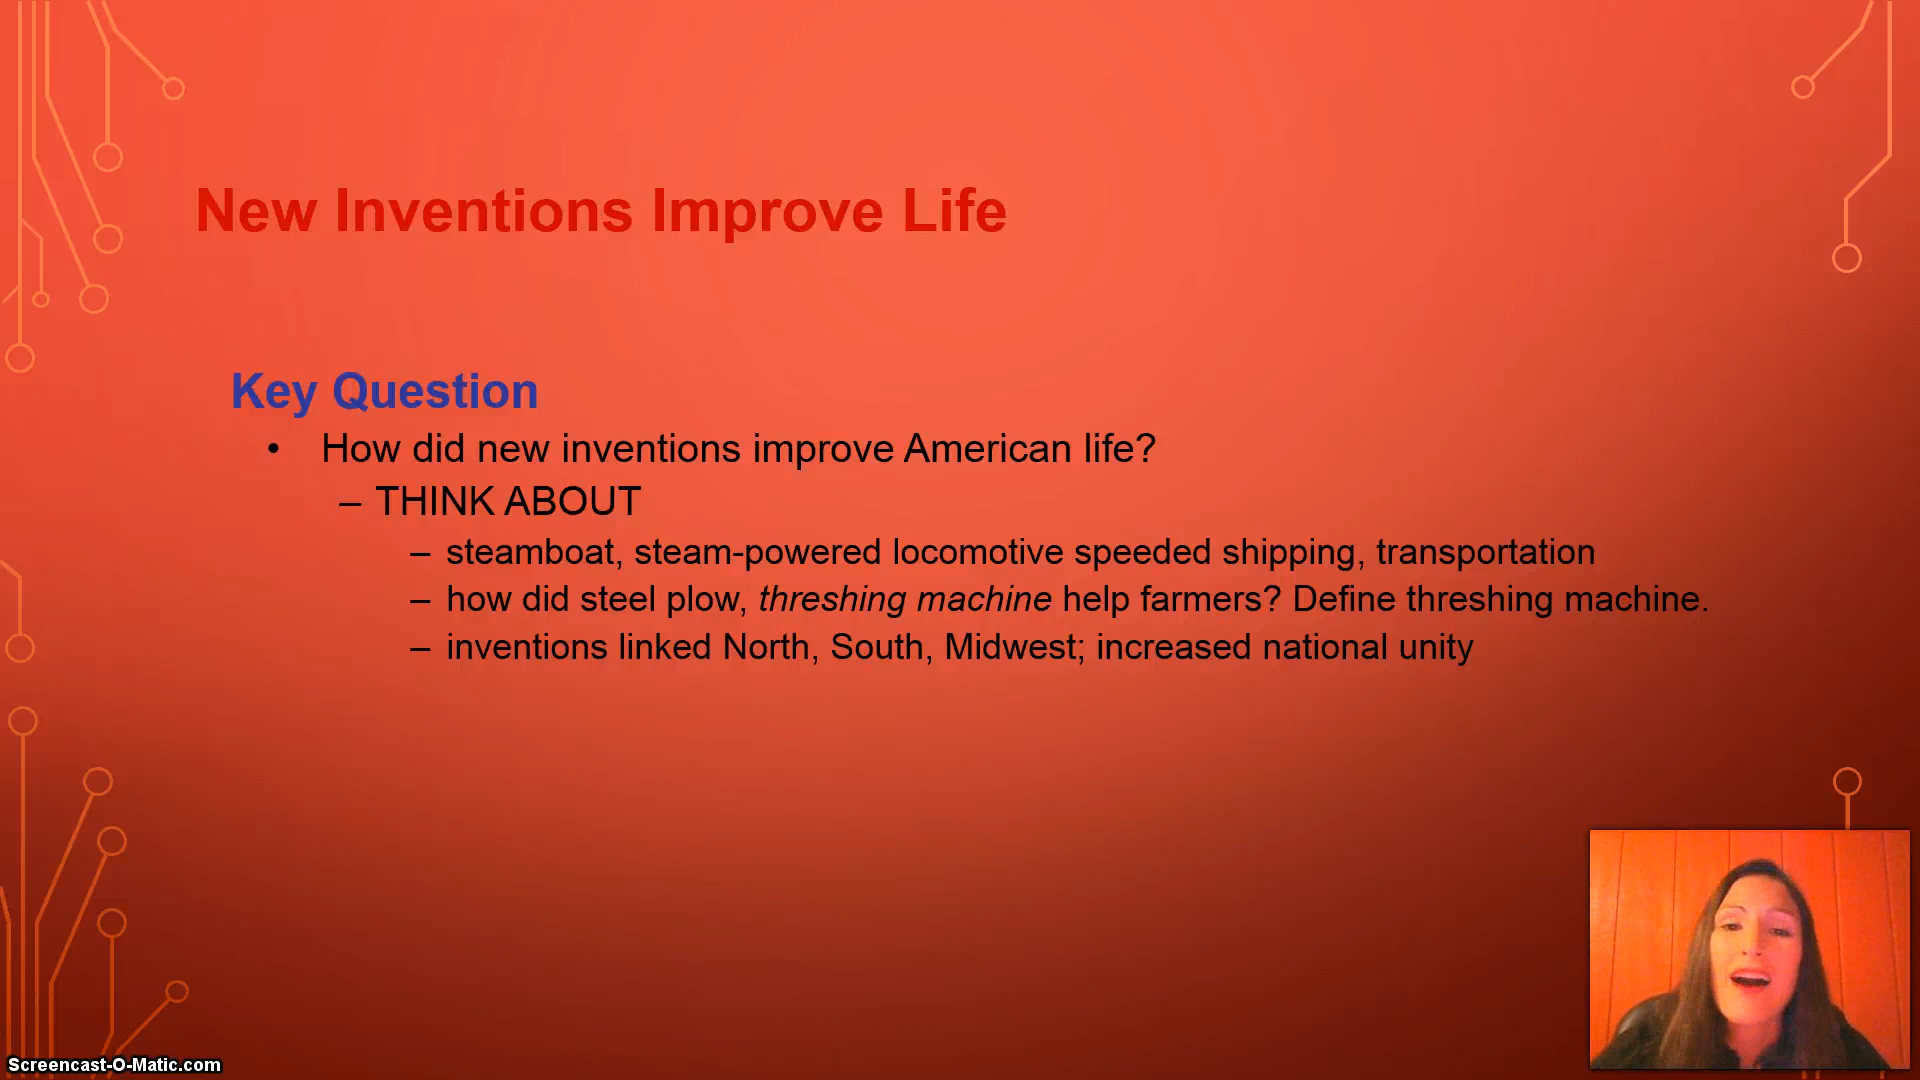 New Inventions Improve Life
Key Question
• How did new inventions improve American life?
– THINK ABOUT
– steamboat, steam-powered locomotive speeded shipping, transportation
– how did steel plow, threshing machine help farmers? Define threshing machine.
– inventions linked North, South, Midwest; increased national unity
Screencast-O-Matic.com